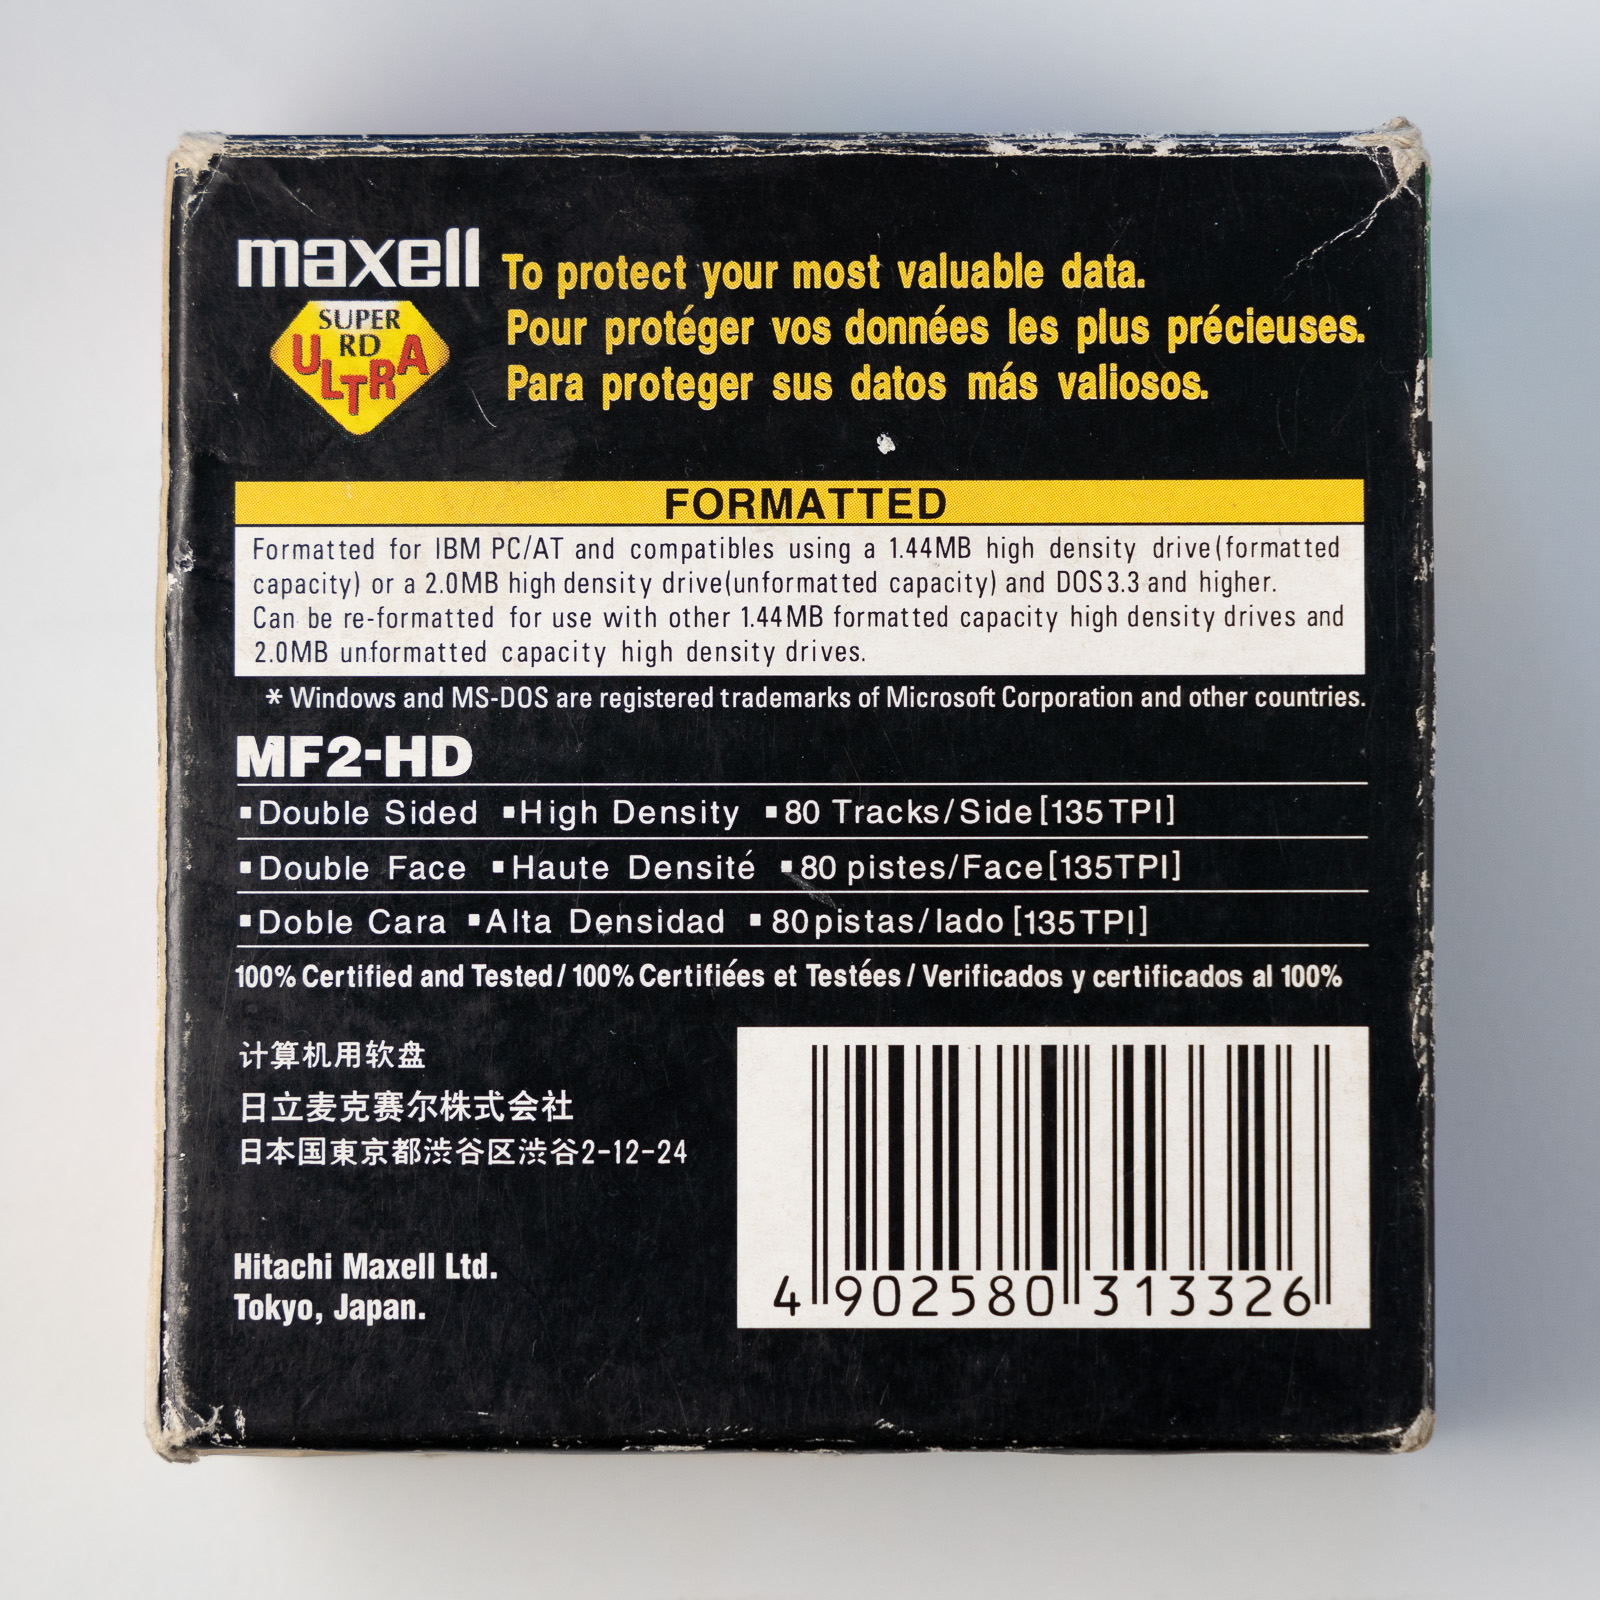 maxell
SUPER
RD
ULTRA
To protect your most valuable data.
Pour protéger vos données les plus précieuses.
Para proteger sus datos más valiosos.
FORMATTED
Formatted for IBM PC/AT and compatibles using a 1.44MB high density drive(formatted
capacity) or a 2.0MB high density drive(unformatted capacity) and DOS3.3 and higher.
Can be re-formatted for use with other 1.44MB formatted capacity high density drives and
2.0MB unformatted capacity high density drives.
* Windows and MS-DOS are registered trademarks of Microsoft Corporation and other countries.
MF2-HD
▪Double Sided ▪High Density ▪80 Tracks/Side[135TPI]
▪Double Face ▪Haute Densité ▪80 pistes/Face[135TPI]
▪Doble Cara ▪Alta Densidad ▪80pistas/lado [135TPI]
100% Certified and Tested / 100% Certifiées et Testées / Verificados y certificados al 100%
计算机用软盘
日立麦克赛尔株式会社
日本国東京都渋谷区渋谷2-12-24
Hitachi Maxell Ltd.
Tokyo, Japan.
4 902580 313326